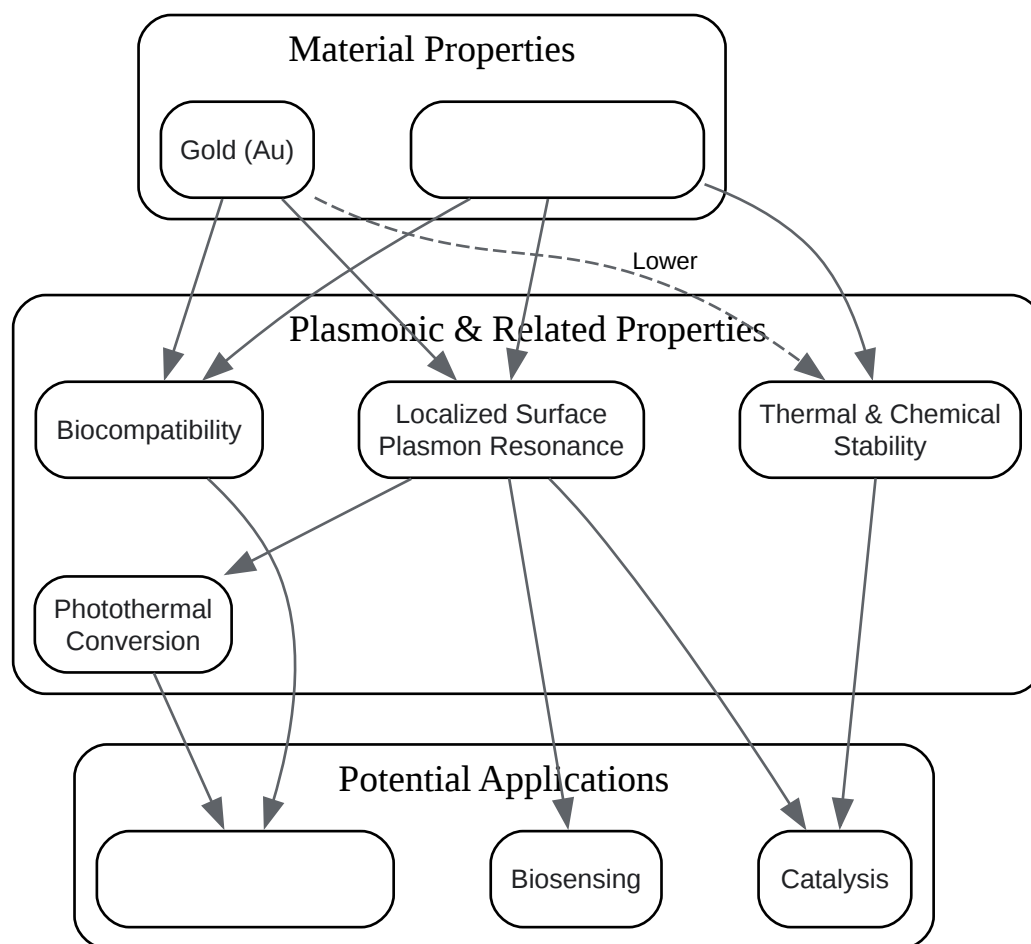 Material Properties
Gold (Au)
Lower
Plasmonic & Related Properties
Biocompatibility
Localized Surface
Plasmon Resonance
Thermal & Chemical
Stability
Photothermal
Conversion
Potential Applications
Biosensing
Catalysis